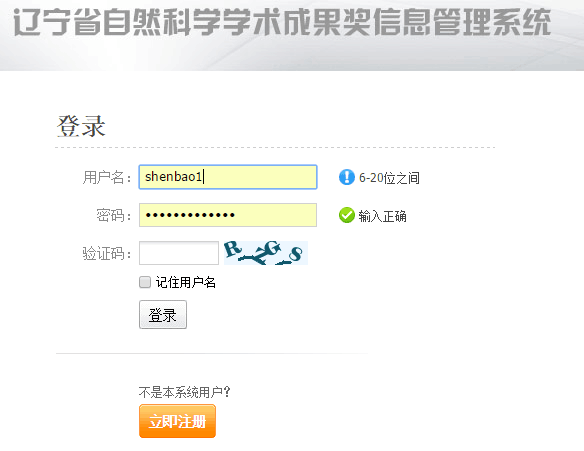 辽宁省自然科学学术成果奖信息管理系统
登录
用户名: shenbao1 6-20位之间
密码: ••••••••••••• 输入正确
验证码:
记住用户名
登录
不是本系统用户?
立即注册